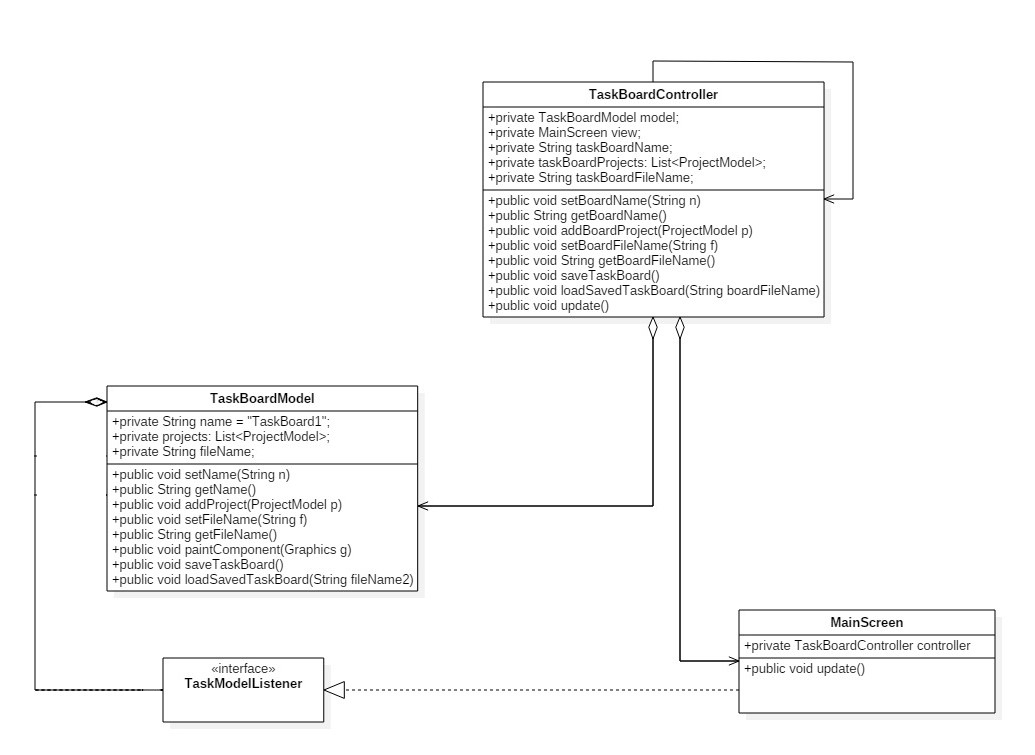 TaskBoardController
+private TaskBoardModel model;
+private MainScreen view;
+private String taskBoardName;
+private taskBoardProjects: List<ProjectModel>;
+private String taskBoardFileName;
+public void setBoardName(String n)
+public String getBoardName()
+public void addBoardProject(ProjectModel p)
+public void setBoardFileName(String f)
+public void String getBoardFileName()
+public void saveTaskBoard()
+public void loadSavedTaskBoard(String boardFileName)
+public void update()
TaskBoardModel
+private String name = "TaskBoard1";
+private projects: List<ProjectModel>;
+private String fileName;
+public void setName(String n)
+public String getName()
+public void addProject(ProjectModel p)
+public void setFileName(String f)
+public String getFileName()
+public void paintComponent(Graphics g)
+public void saveTaskBoard()
+public void loadSavedTaskBoard(String fileName2)
MainScreen
+private TaskBoardController controller
+public void update()
«interface»
TaskModelListener